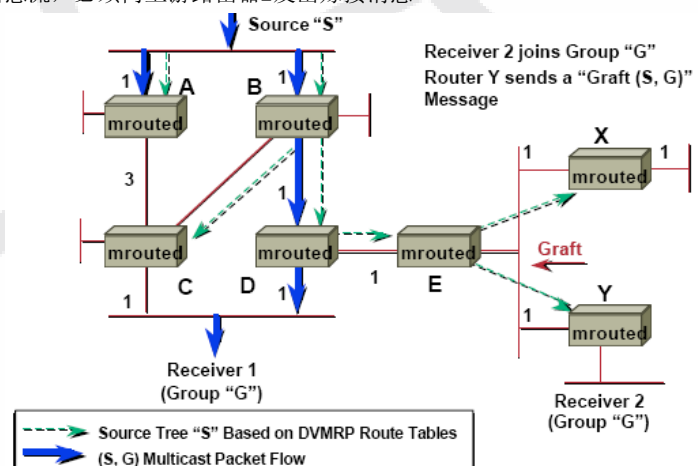 Source “S”
Receiver 2 joins Group “G”
Router Y sends a “Graft (S, G)”
Message
1
A
B
1
mrouted
mrouted
X
1
1
mrouted
3
1
Graft
mrouted
mrouted
mrouted
Y
C
D
1
E
1
1
1
mrouted
Receiver 1
(Group “G”)
Receiver 2
(Group “G”)
Source Tree “S” Based on DVMRP Route Tables
(S, G) Multicast Packet Flow